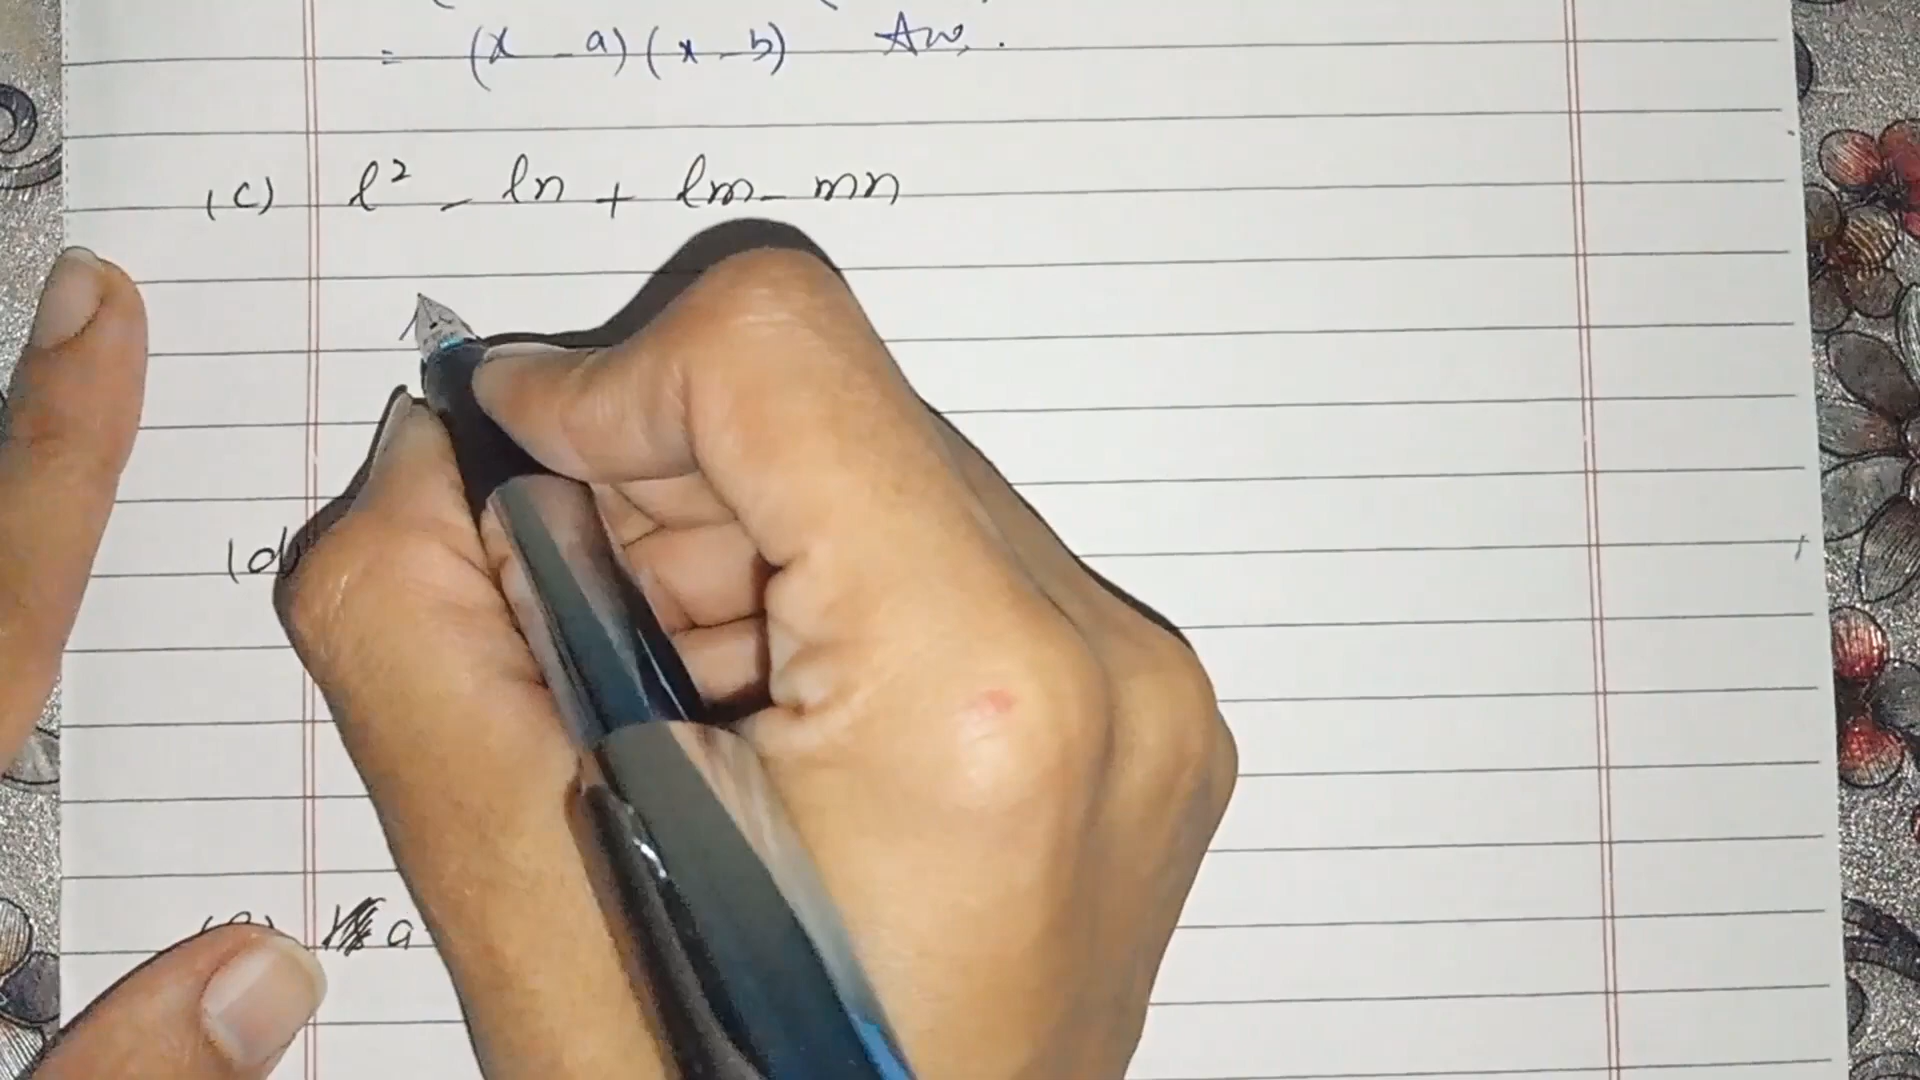 = (x - a) (x - b) Ans.
(c) l² - ln + lm - mn
(d
a